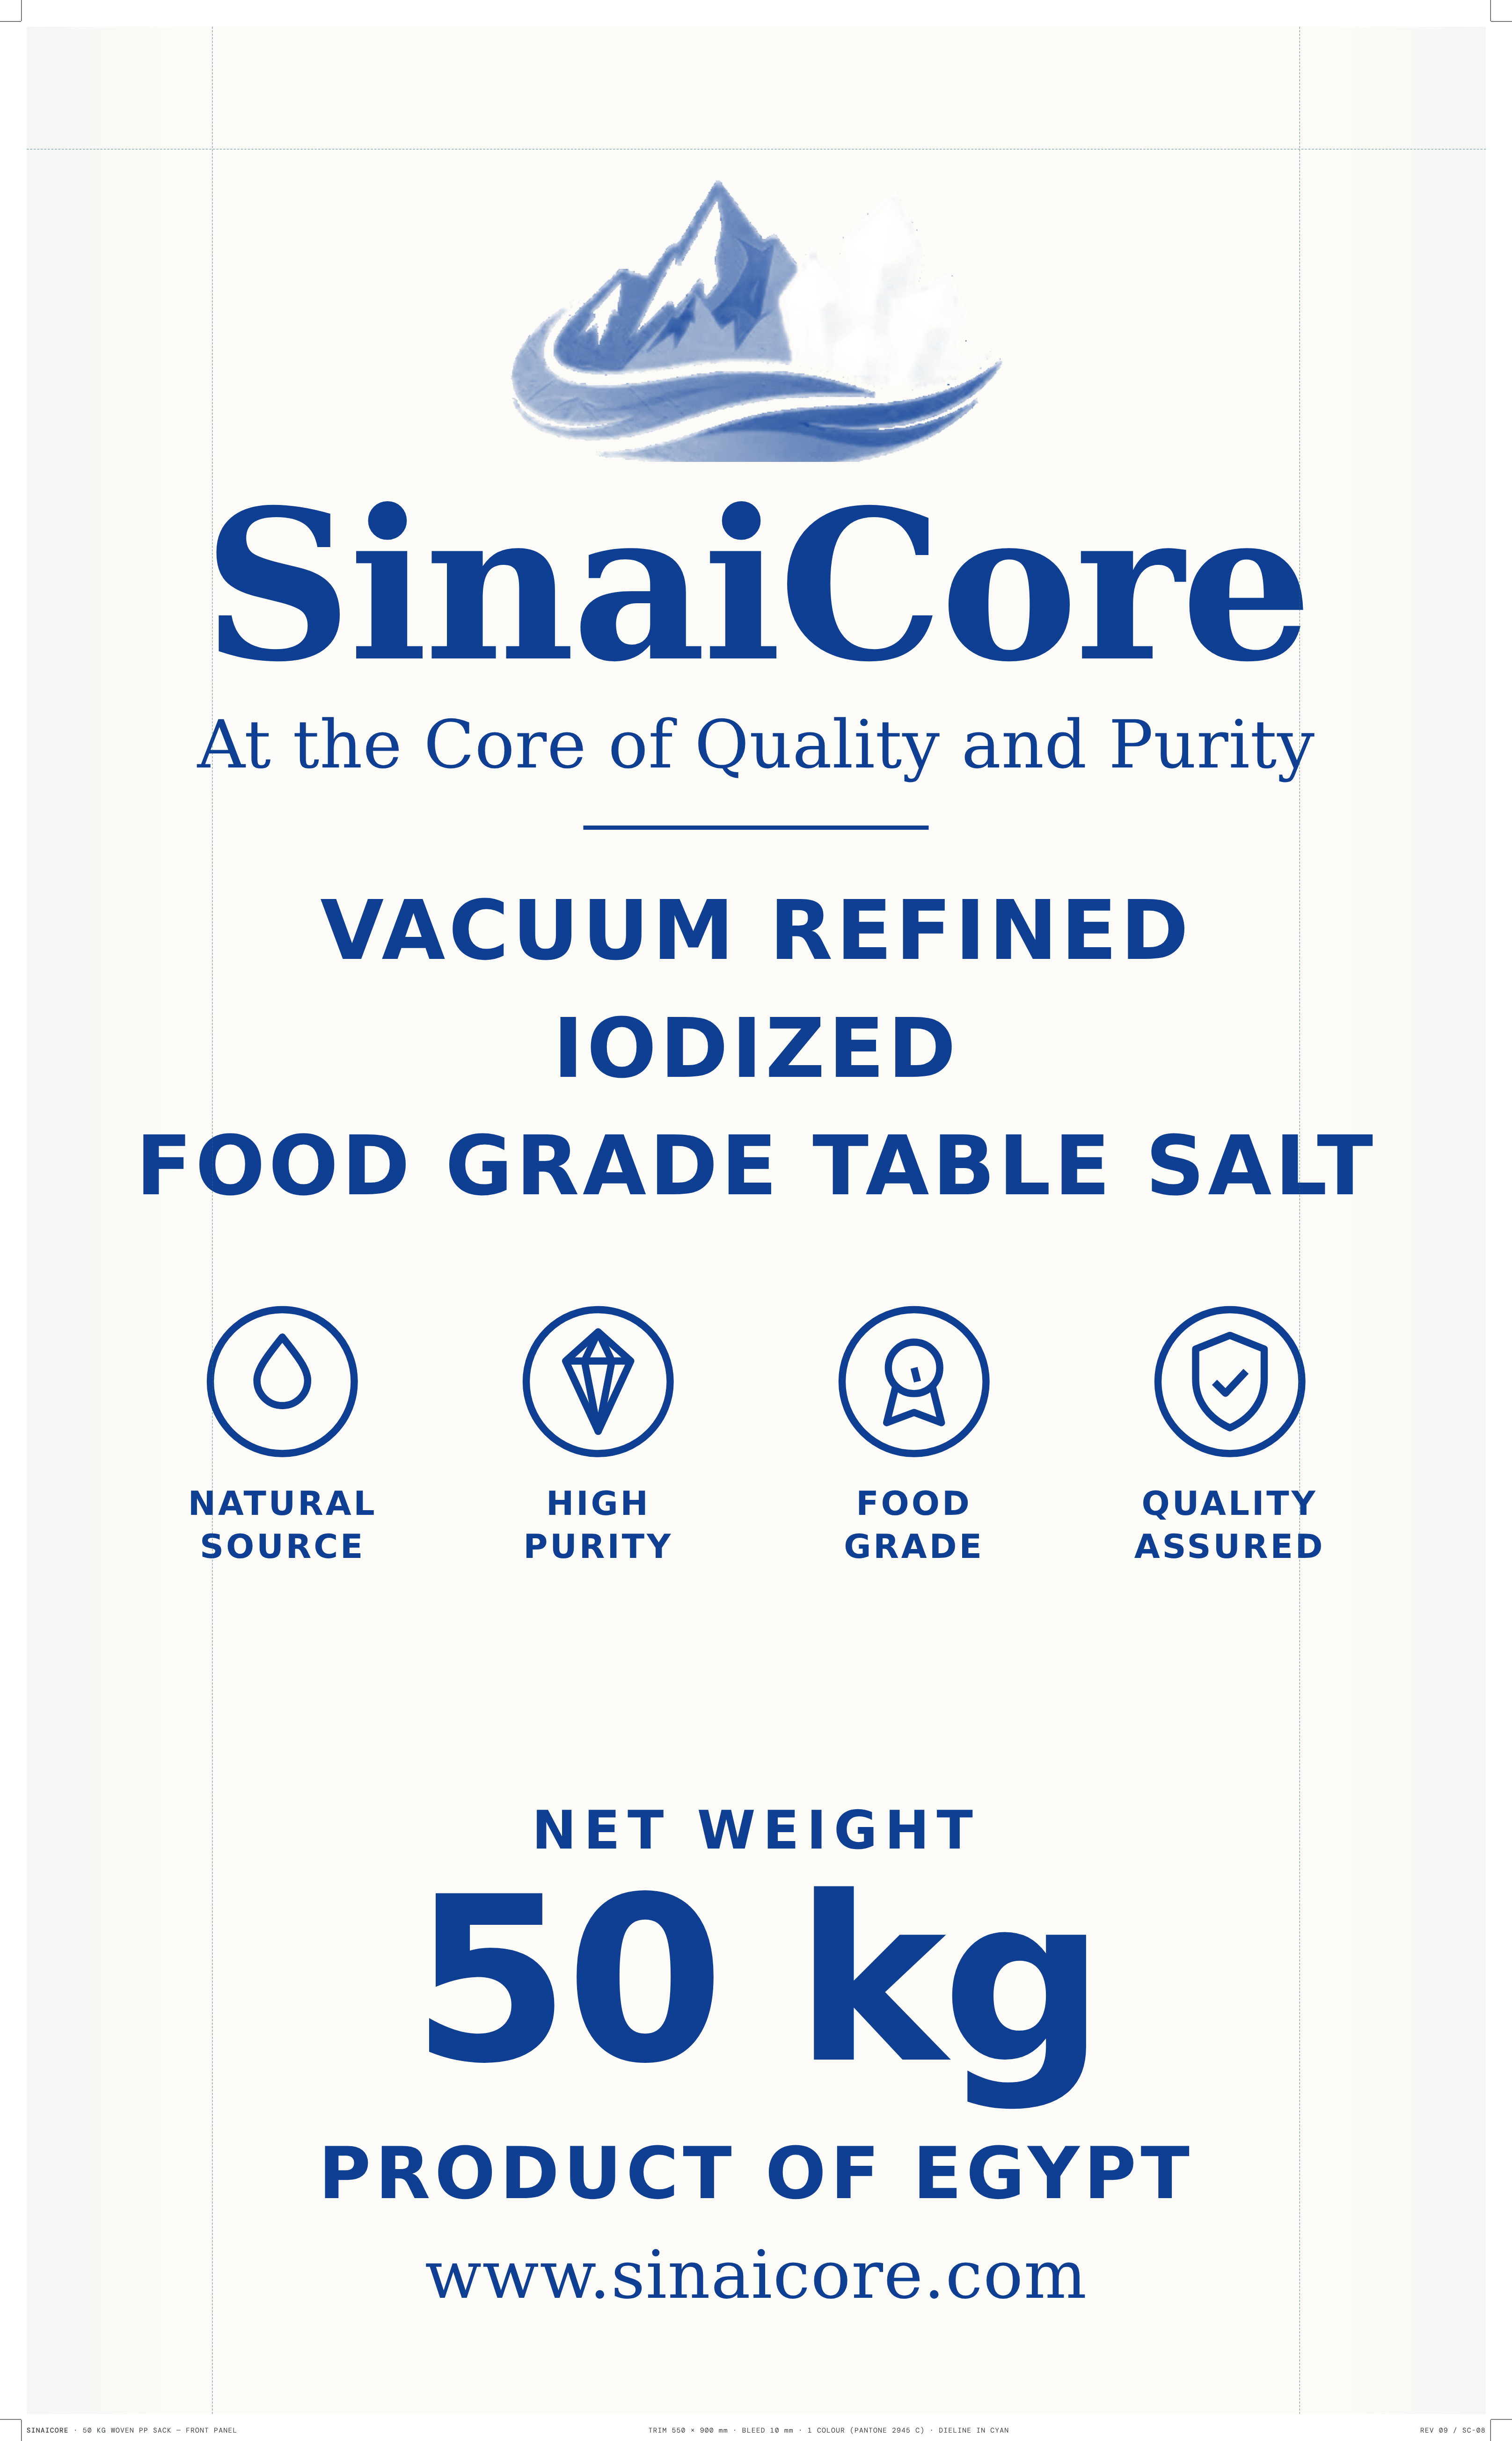 SinaiCore
At the Core of Quality and Purity
VACUUM REFINED
IODIZED
FOOD GRADE TABLE SALT
NATURAL
SOURCE
HIGH
PURITY
FOOD
GRADE
QUALITY
ASSURED
NET WEIGHT
50 kg
PRODUCT OF EGYPT
www.sinaicore.com
SINAICORE · 50 KG WOVEN PP SACK — FRONT PANEL
TRIM 550 × 900 mm · BLEED 10 mm · 1 COLOUR (PANTONE 2945 C) · DIELINE IN CYAN
REV 09 / SC-08